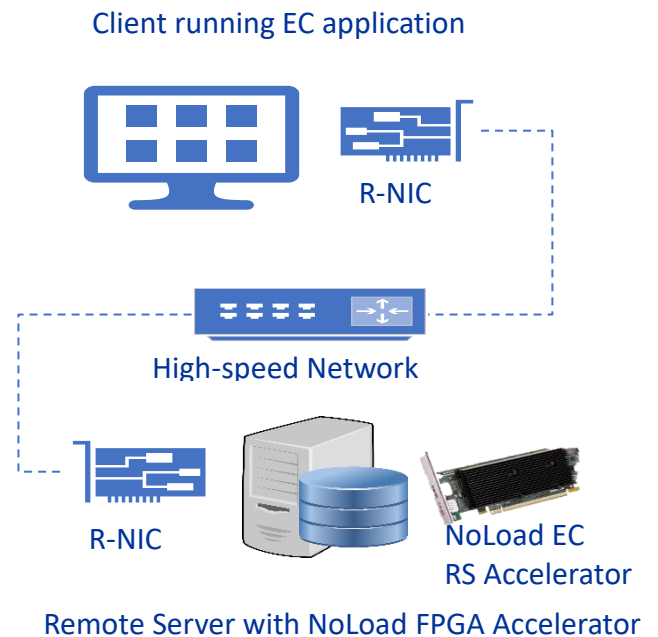 Client running EC application
R-NIC
High-speed Network
R-NIC
NoLoad EC
RS Accelerator
Remote Server with NoLoad FPGA Accelerator